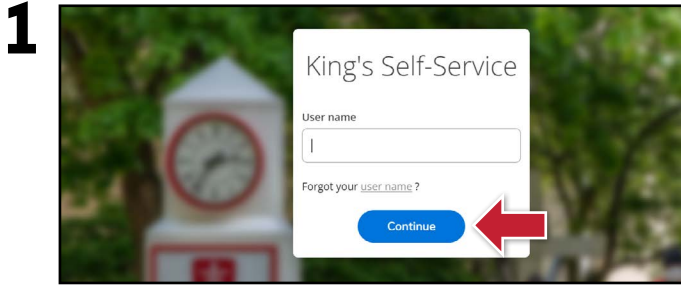 1
King's Self-Service
User name
Forgot your user name ?
Continue